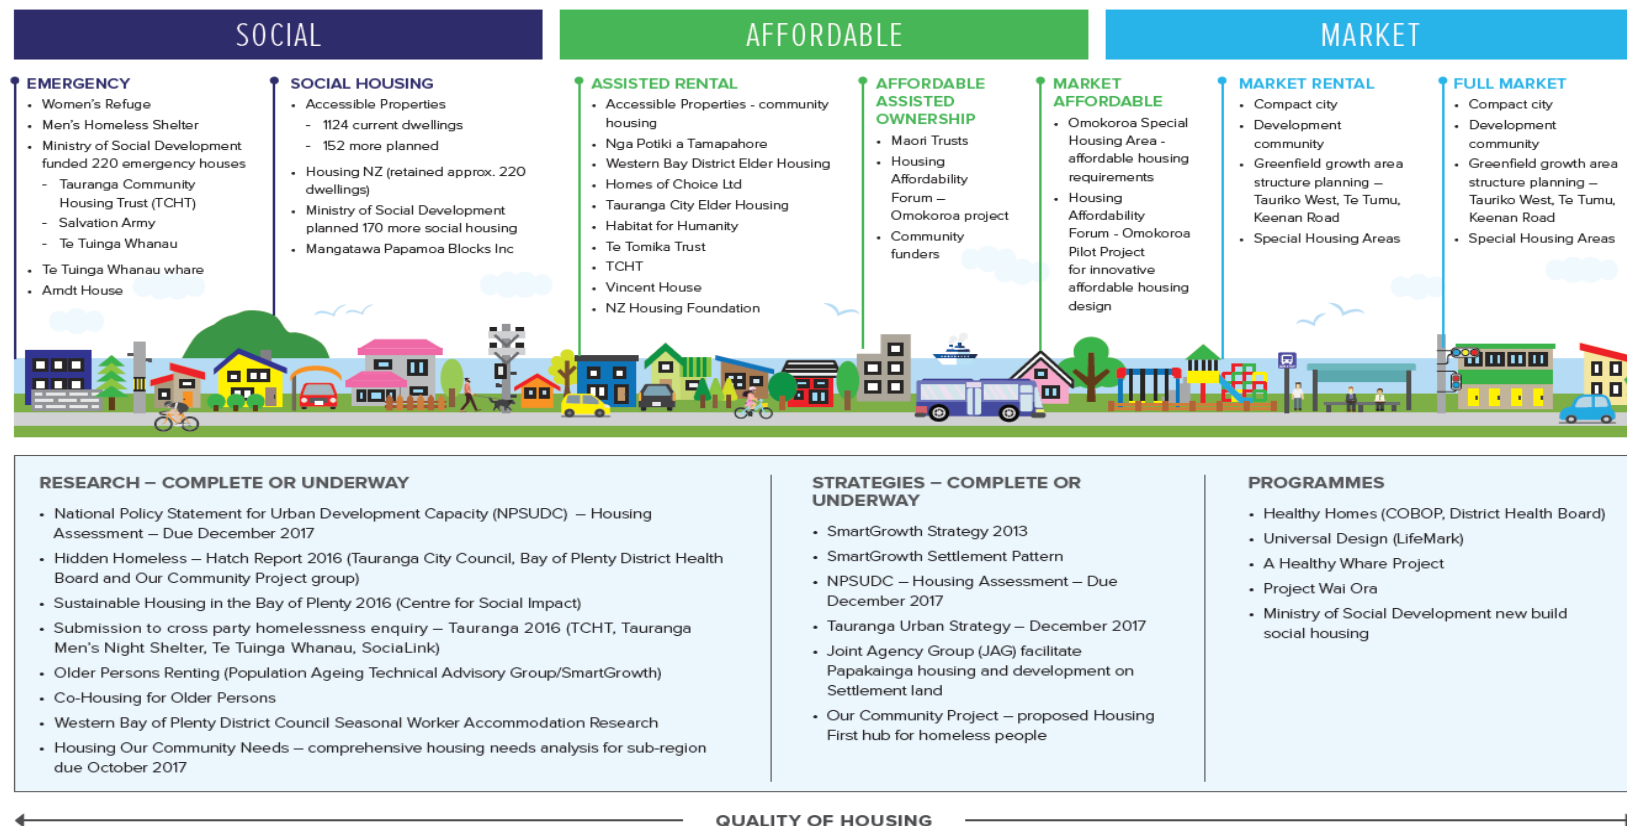 SOCIAL
AFFORDABLE
MARKET
EMERGENCY
• Women's Refuge
• Men's Homeless Shelter
• Ministry of Social Development
funded 220 emergency houses
- Tauranga Community
Housing Trust (TCHT)
- Salvation Army
- Te Tuinga Whanau
• Te Tuinga Whanau whare
• Arndt House
SOCIAL HOUSING
• Accessible Properties
- 1124 current dwellings
- 152 more planned
• Housing NZ (retained approx. 220
dwellings)
• Ministry of Social Development
planned 170 more social housing
• Mangatawa Papamoa Blocks Inc
ASSISTED RENTAL
• Accessible Properties - community
housing
• Nga Potiki a Tamapahore
• Western Bay District Elder Housing
• Homes of Choice Ltd
• Tauranga City Elder Housing
• Habitat for Humanity
• Te Tomika Trust
• TCHT
• Vincent House
• NZ Housing Foundation
AFFORDABLE
ASSISTED
OWNERSHIP
• Maori Trusts
• Housing
Affordability
Forum –
Omokoroa project
• Community
funders
MARKET
AFFORDABLE
• Omokoroa Special
Housing Area -
affordable housing
requirements
• Housing
Affordability
Forum - Omokoroa
Pilot Project
for innovative
affordable housing
design
MARKET RENTAL
• Compact city
• Development
community
• Greenfield growth area
structure planning –
Tauriko West, Te Tumu,
Keenan Road
• Special Housing Areas
FULL MARKET
• Compact city
• Development
community
• Greenfield growth area
structure planning –
Tauriko West, Te Tumu,
Keenan Road
• Special Housing Areas
RESEARCH – COMPLETE OR UNDERWAY
• National Policy Statement for Urban Development Capacity (NPSUDC) – Housing
Assessment – Due December 2017
• Hidden Homeless – Hatch Report 2016 (Tauranga City Council, Bay of Plenty District Health
Board and Our Community Project group)
• Sustainable Housing in the Bay of Plenty 2016 (Centre for Social Impact)
• Submission to cross party homelessness enquiry – Tauranga 2016 (TCHT, Tauranga
Men's Night Shelter, Te Tuinga Whanau, SociaLink)
• Older Persons Renting (Population Ageing Technical Advisory Group/SmartGrowth)
• Co-Housing for Older Persons
• Western Bay of Plenty District Council Seasonal Worker Accommodation Research
• Housing Our Community Needs – comprehensive housing needs analysis for sub-region
due October 2017
STRATEGIES – COMPLETE OR
UNDERWAY
• SmartGrowth Strategy 2013
• SmartGrowth Settlement Pattern
• NPSUDC – Housing Assessment – Due
December 2017
• Tauranga Urban Strategy – December 2017
• Joint Agency Group (JAG) facilitate
Papakainga housing and development on
Settlement land
• Our Community Project – proposed Housing
First hub for homeless people
PROGRAMMES
• Healthy Homes (COBOP, District Health Board)
• Universal Design (LifeMark)
• A Healthy Whare Project
• Project Wai Ora
• Ministry of Social Development new build
social housing
QUALITY OF HOUSING